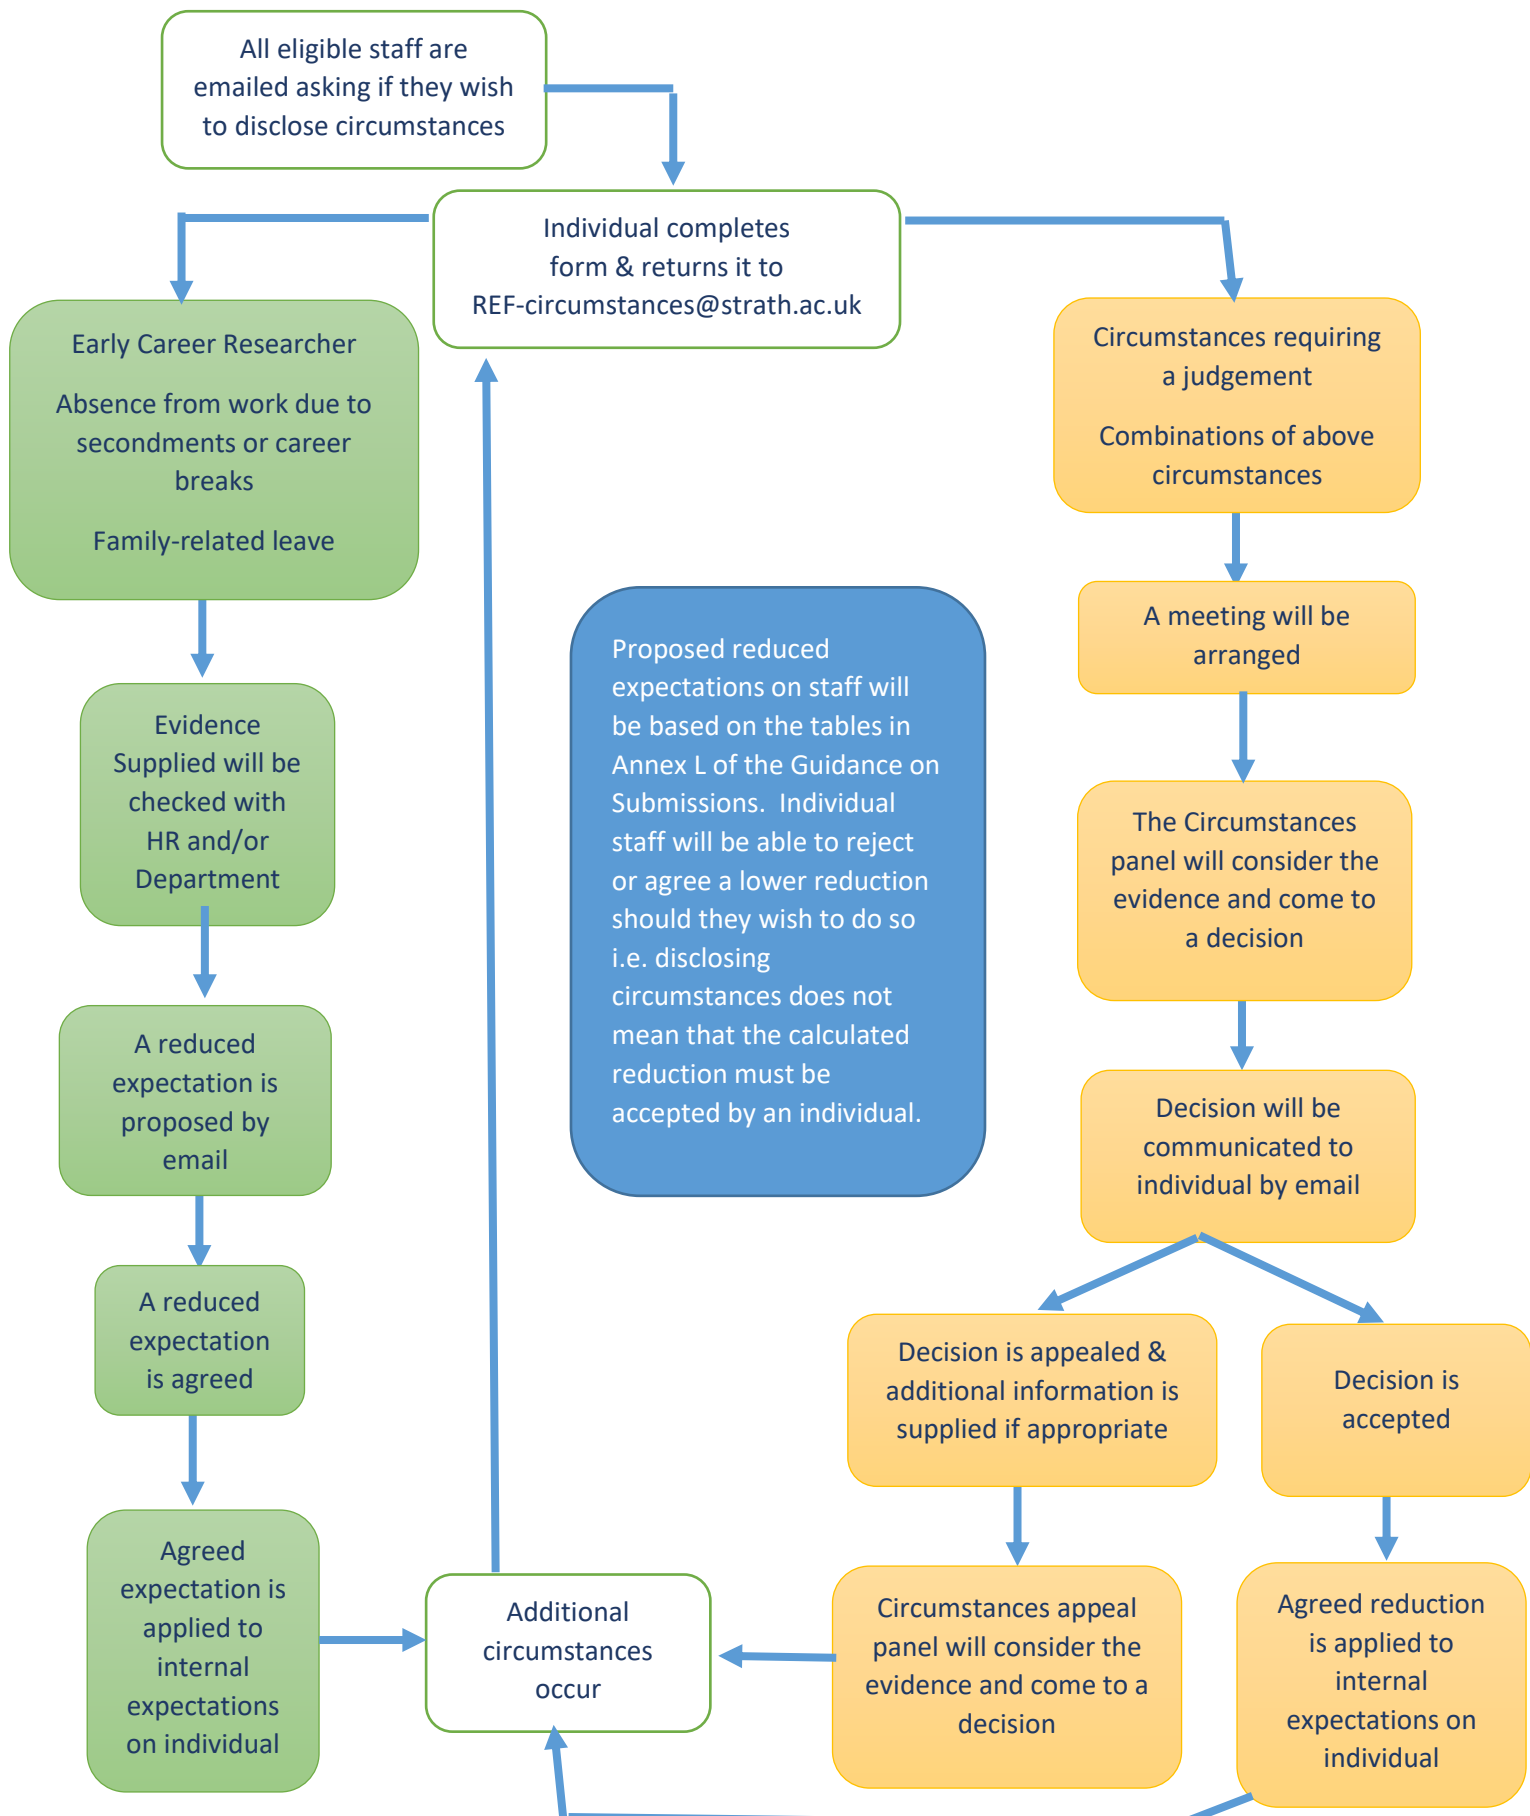 All eligible staff are
emailed asking if they wish
to disclose circumstances
Individual completes
form & returns it to
REF-circumstances@strath.ac.uk
Early Career Researcher
Absence from work due to
secondments or career
breaks
Family-related leave
Circumstances requiring
a judgement
Combinations of above
circumstances
Evidence
Supplied will be
checked with
HR and/or
Department
Proposed reduced
expectations on staff will
be based on the tables in
Annex L of the Guidance on
Submissions.  Individual
staff will be able to reject
or agree a lower reduction
should they wish to do so
i.e. disclosing
circumstances does not
mean that the calculated
reduction must be
accepted by an individual.
A meeting will be
arranged
The Circumstances
panel will consider the
evidence and come to
a decision
A reduced
expectation is
proposed by
email
Decision will be
communicated to
individual by email
A reduced
expectation
is agreed
Decision is appealed &
additional information is
supplied if appropriate
Decision is
accepted
Agreed
expectation is
applied to
internal
expectations
on individual
Additional
circumstances
occur
Circumstances appeal
panel will consider the
evidence and come to a
decision
Agreed reduction
is applied to
internal
expectations on
individual